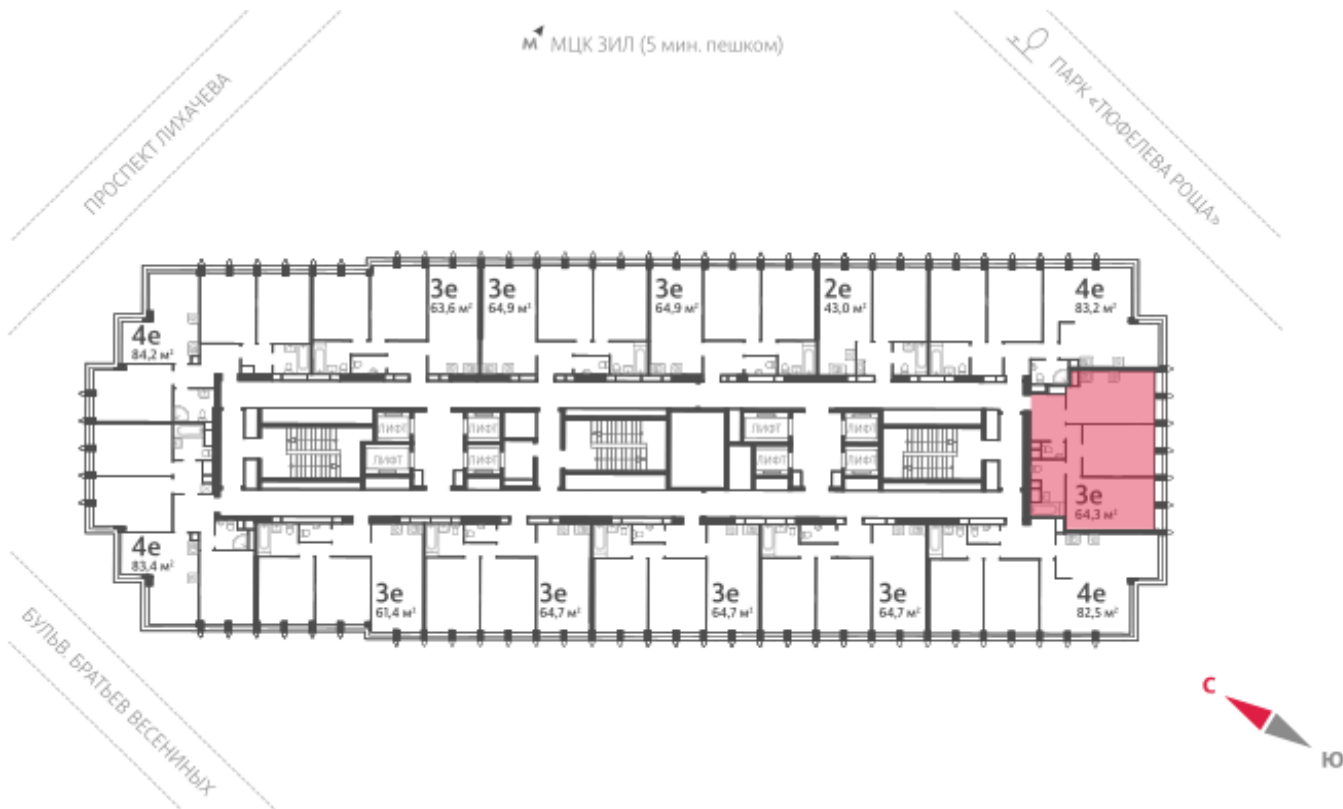 М МЦК ЗИЛ (5 мин. пешком)
ПРОСПЕКТ ЛИХАЧЕВА
ПАРК «ТЮФЕЛЕВА РОЩА»
4е
84,2 м²
3е
63,6 м²
3е
64,9 м²
3е
64,9 м²
2е
43,0 м²
4е
83,2 м²
ЛИФТ
ЛИФТ
ЛИФТ
ЛИФТ
ЛИФТ
ЛИФТ
ЛИФТ
ЛИФТ
3е
64,3 м²
4е
83,4 м²
3е
61,4 м²
3е
64,7 м²
3е
64,7 м²
3е
64,7 м²
4е
82,5 м²
БУЛЬВ. БРАТЬЕВ ВЕСЕНИНЫХ
С
Ю